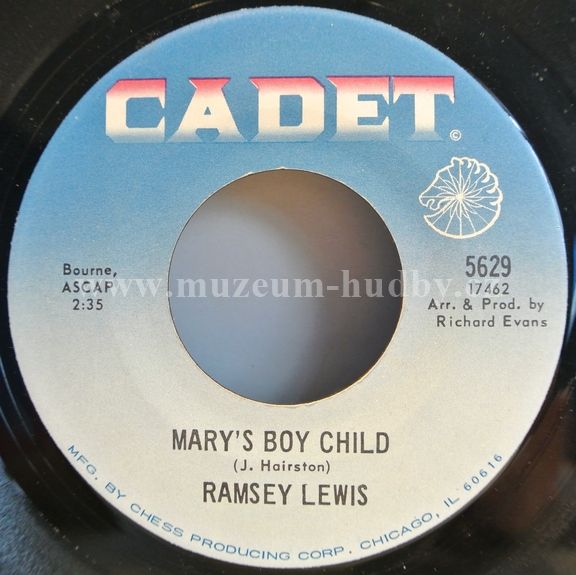 CADET
©
Bourne,
ASCAP
2:35
5629
17462
Arr. & Prod. by
Richard Evans
www.muzeum-hudby.
MARY'S BOY CHILD
(J. Hairston)
RAMSEY LEWIS
MFG. BY CHESS PRODUCING CORP. CHICAGO, IL 60616